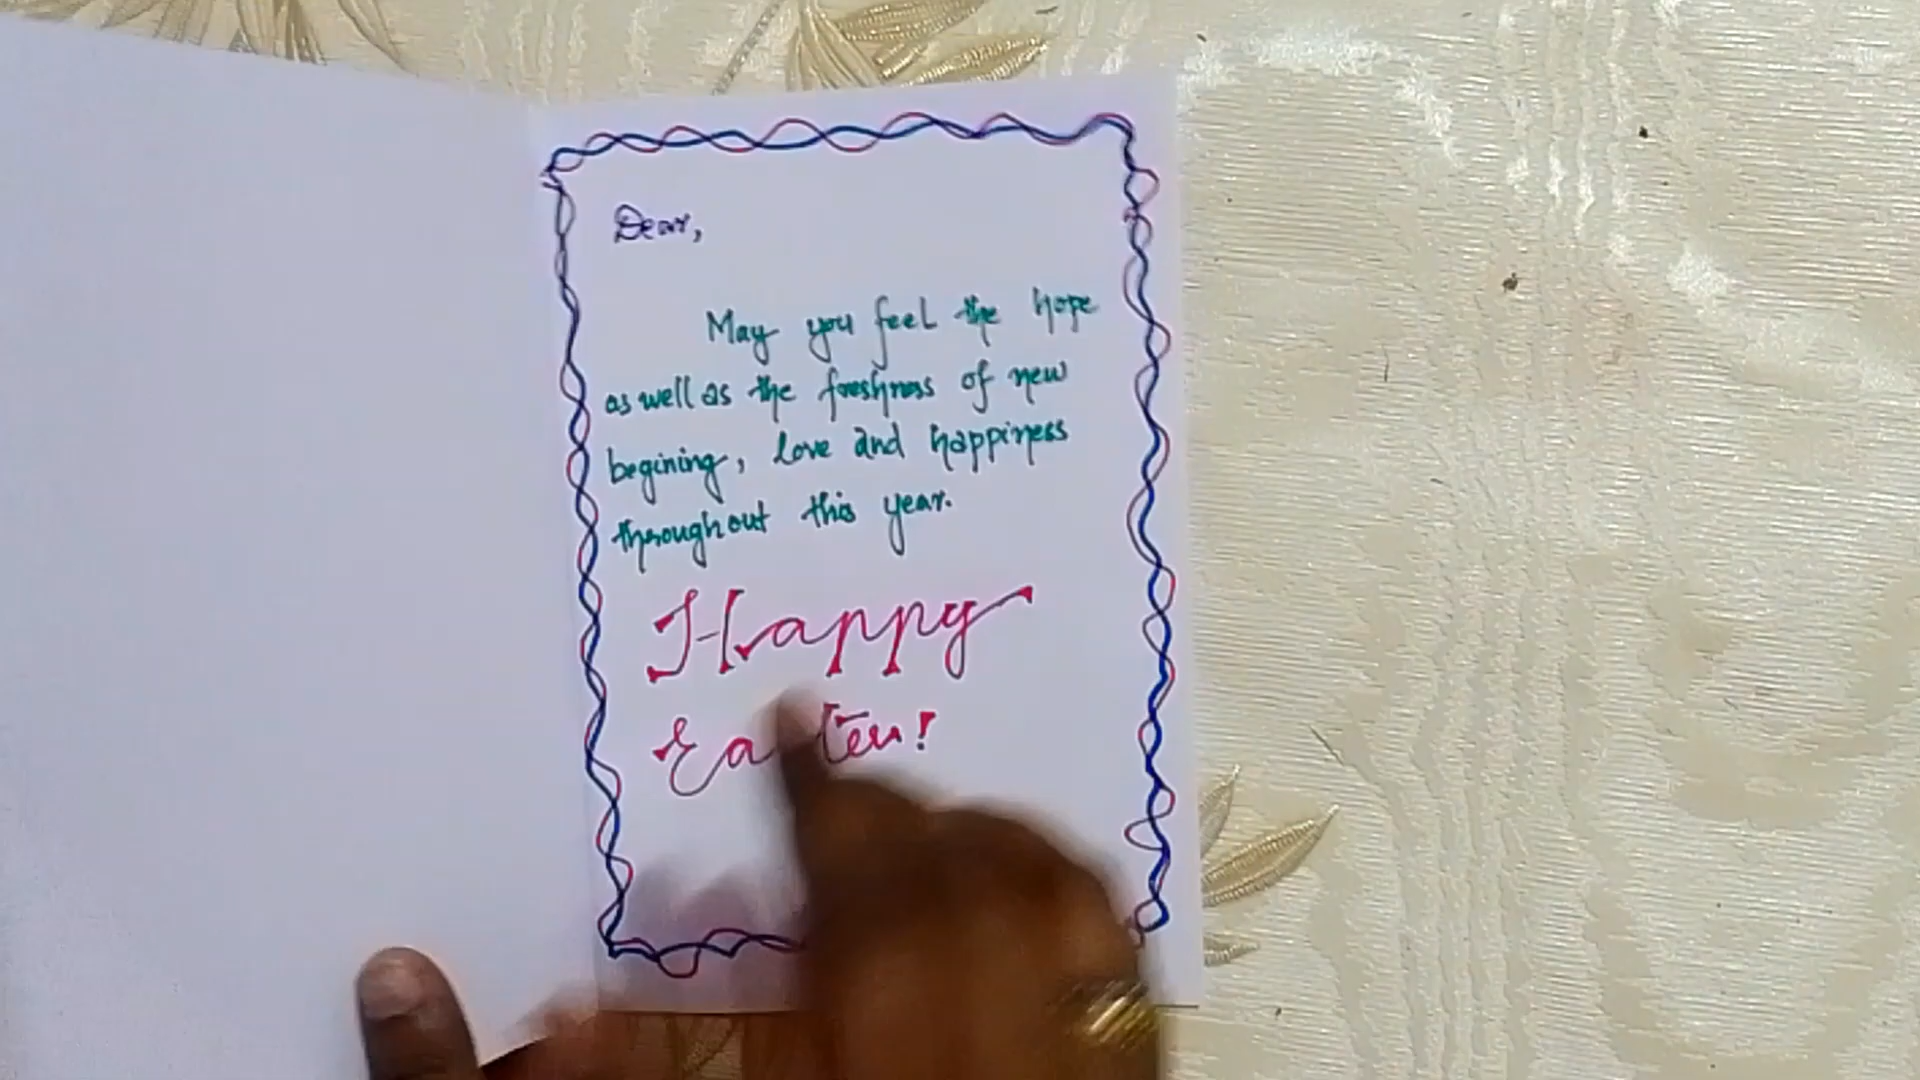 Dear,
May you feel the hope
as well as the freshness of new
begining, love and happiness
throughout this year.
Happy
Easter!